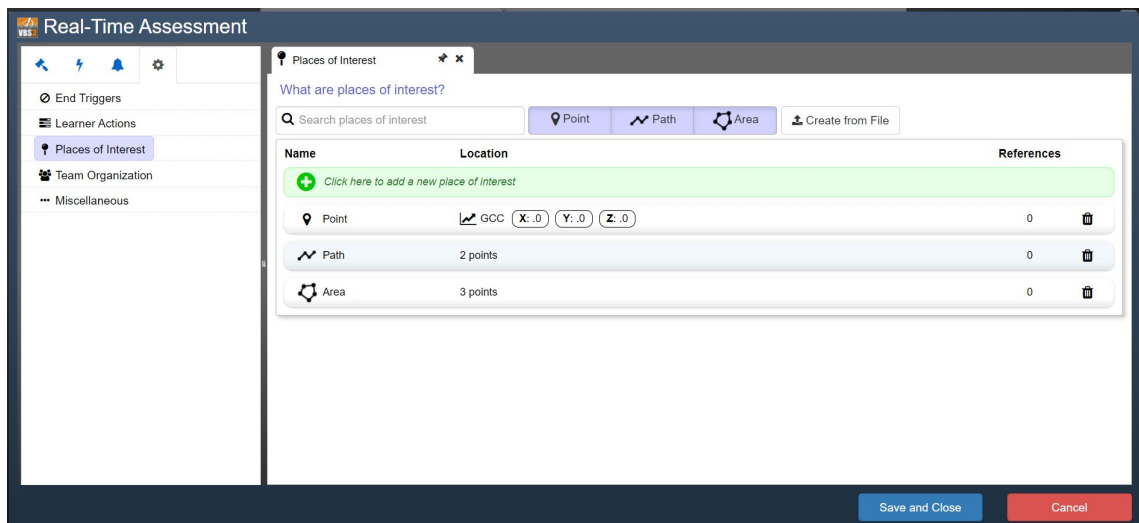 VBS3 Real-Time Assessment
End Triggers
Learner Actions
Places of Interest
Team Organization
Miscellaneous
Places of Interest
What are places of interest?
Search places of interest
Point Path Area Create from File
Name Location References
Click here to add a new place of interest
Point GCC X: .0 Y: .0 Z: .0 0
Path 2 points 0
Area 3 points 0
Save and Close Cancel